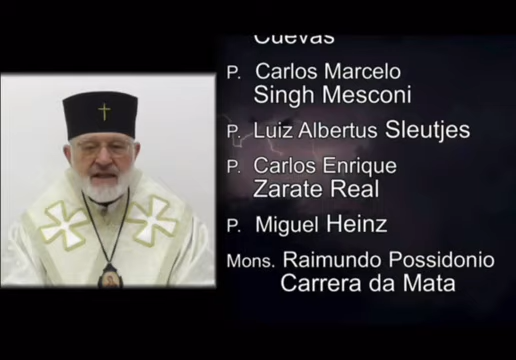 Cuevas
P. Carlos Marcelo
Singh Mesconi
P. Luiz Albertus Sleutjes
P. Carlos Enrique
Zarate Real
P. Miguel Heinz
Mons. Raimundo Possidonio
Carrera da Mata